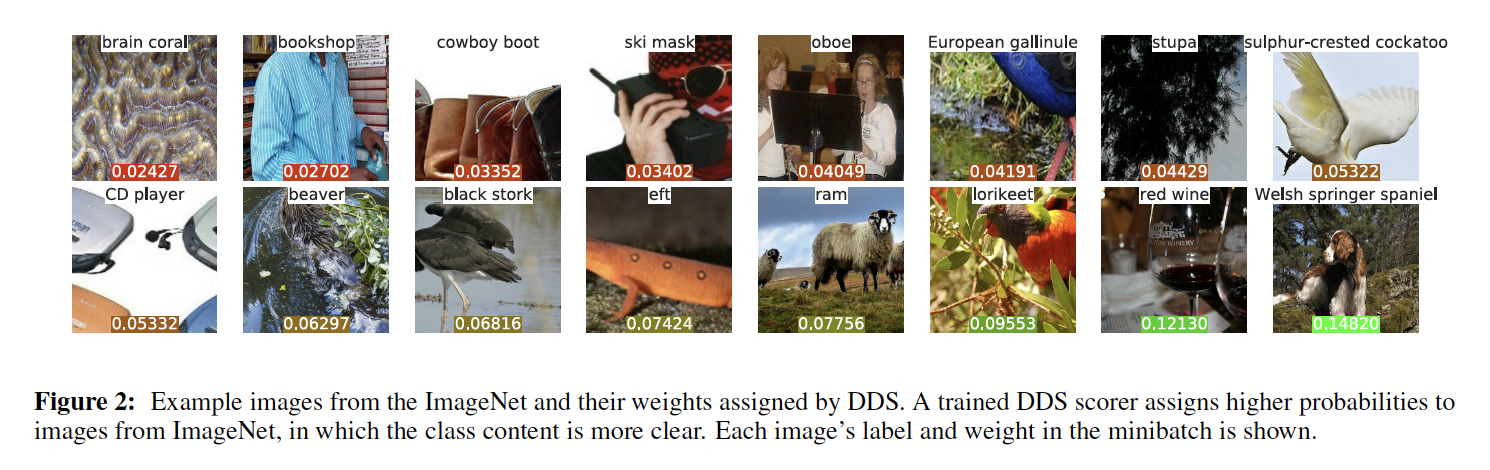 brain coral
bookshop
cowboy boot
ski mask
oboe
European gallinule
stupa
sulphur-crested cockatoo
0.02427
0.02702
0.03352
0.03402
0.04049
0.04191
0.04429
0.05322
CD player
beaver
black stork
eft
ram
lorikeet
red wine
Welsh springer spaniel
WINERY
0.05332
0.06297
0.06816
0.07424
0.07756
0.09553
0.12130
0.14820
Figure 2: Example images from the ImageNet and their weights assigned by DDS. A trained DDS scorer assigns higher probabilities to
images from ImageNet, in which the class content is more clear. Each image's label and weight in the minibatch is shown.